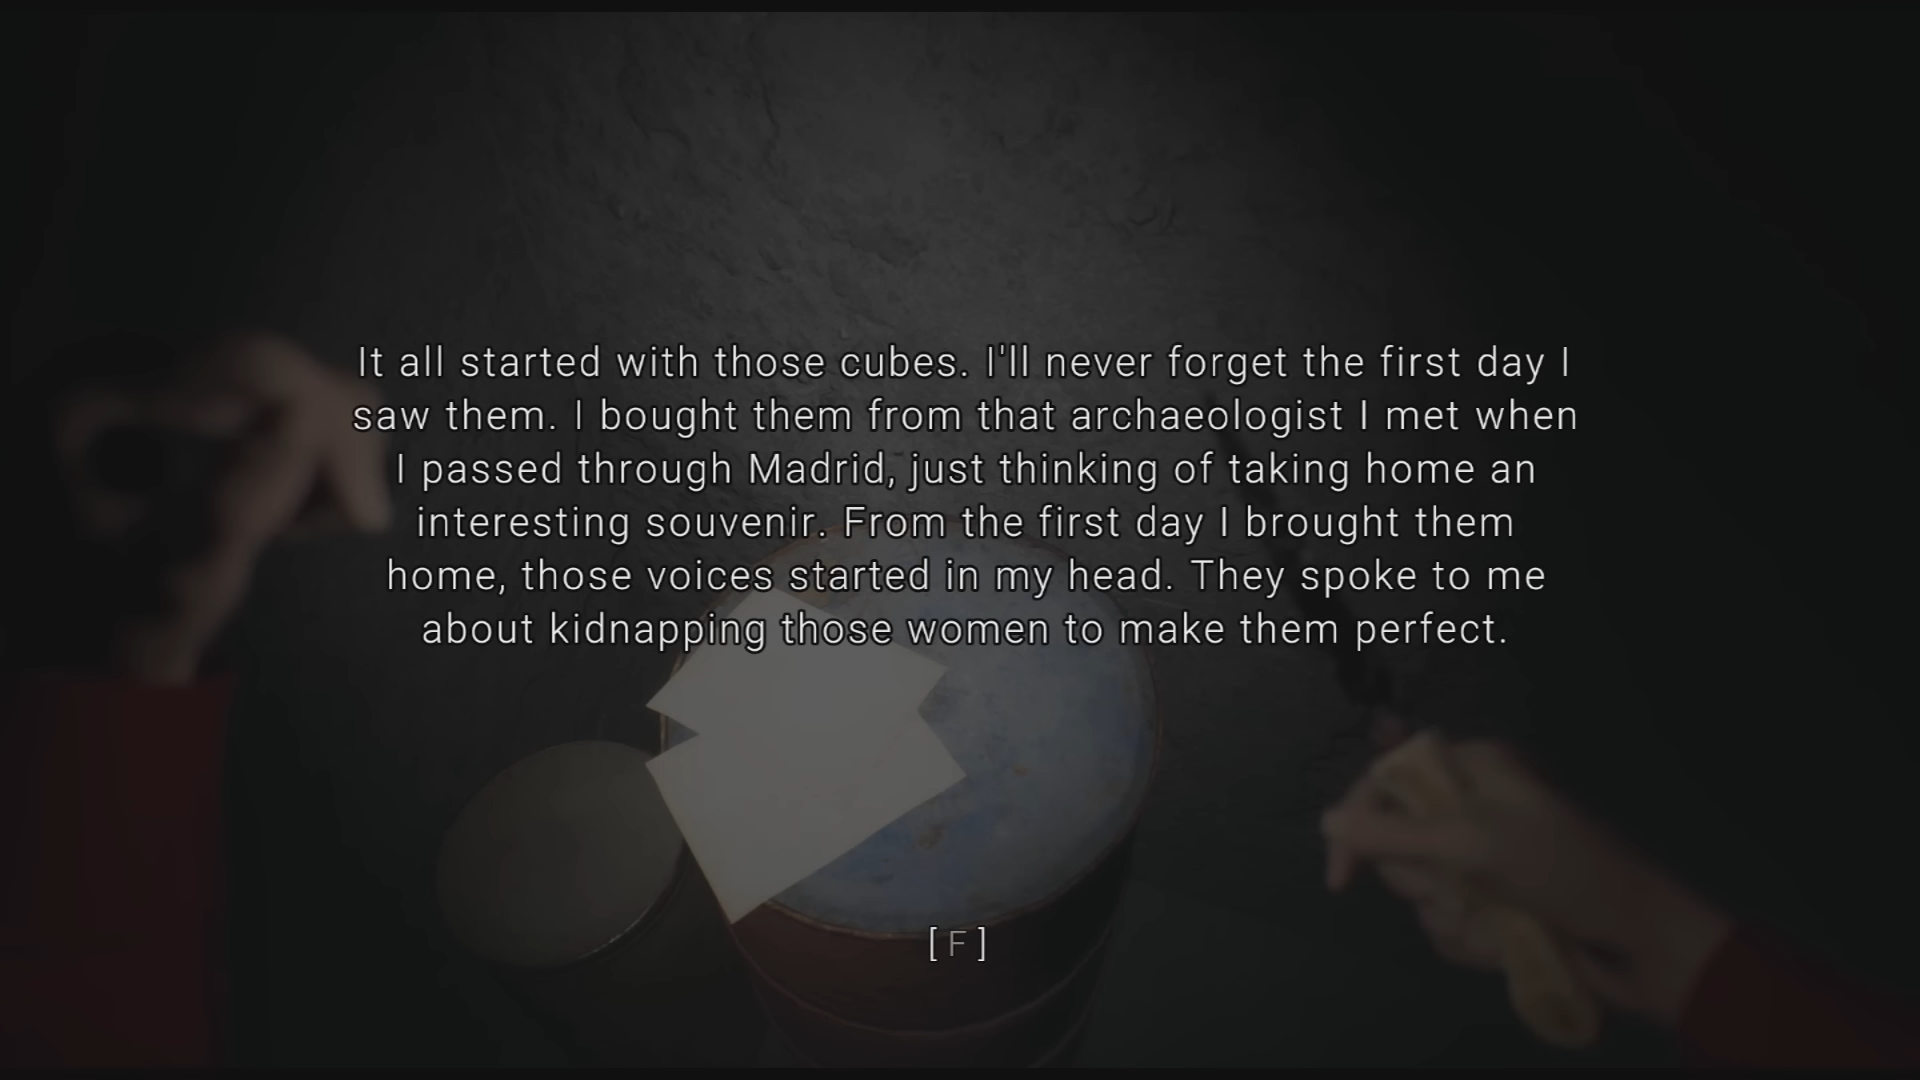 It all started with those cubes. I'll never forget the first day I
saw them. I bought them from that archaeologist I met when
I passed through Madrid, just thinking of taking home an
interesting souvenir. From the first day I brought them
home, those voices started in my head. They spoke to me
about kidnapping those women to make them perfect.
[ F ]